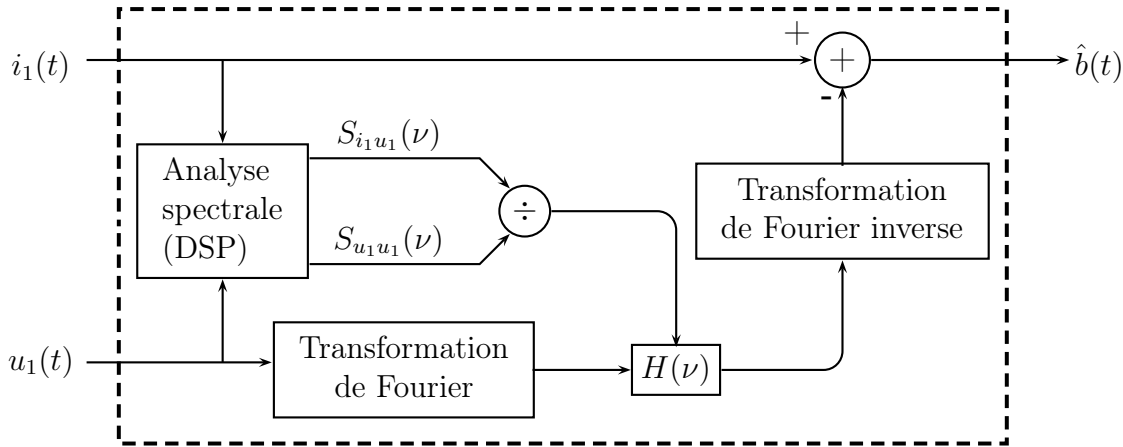 i₁(t)
+
+
b̂(t)
-
S_{i₁u₁}(ν)
Analyse
spectrale
(DSP)
÷
S_{u₁u₁}(ν)
Transformation
de Fourier inverse
u₁(t)
Transformation
de Fourier
H(ν)